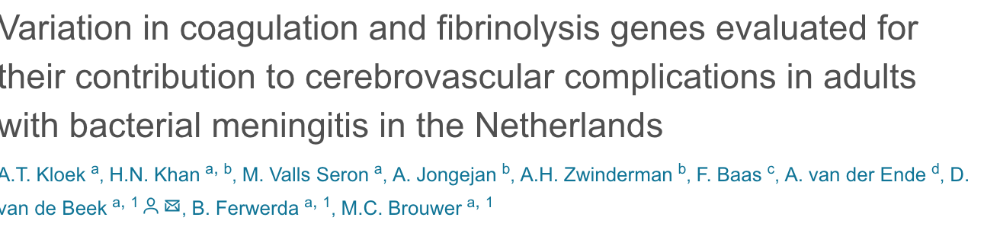 Variation in coagulation and fibrinolysis genes evaluated for
their contribution to cerebrovascular complications in adults
with bacterial meningitis in the Netherlands
A.T. Kloek a, H.N. Khan a, b, M. Valls Seron a, A. Jongejan b, A.H. Zwinderman b, F. Baas c, A. van der Ende d, D.
van de Beek a, 1, B. Ferwerda a, 1, M.C. Brouwer a, 1